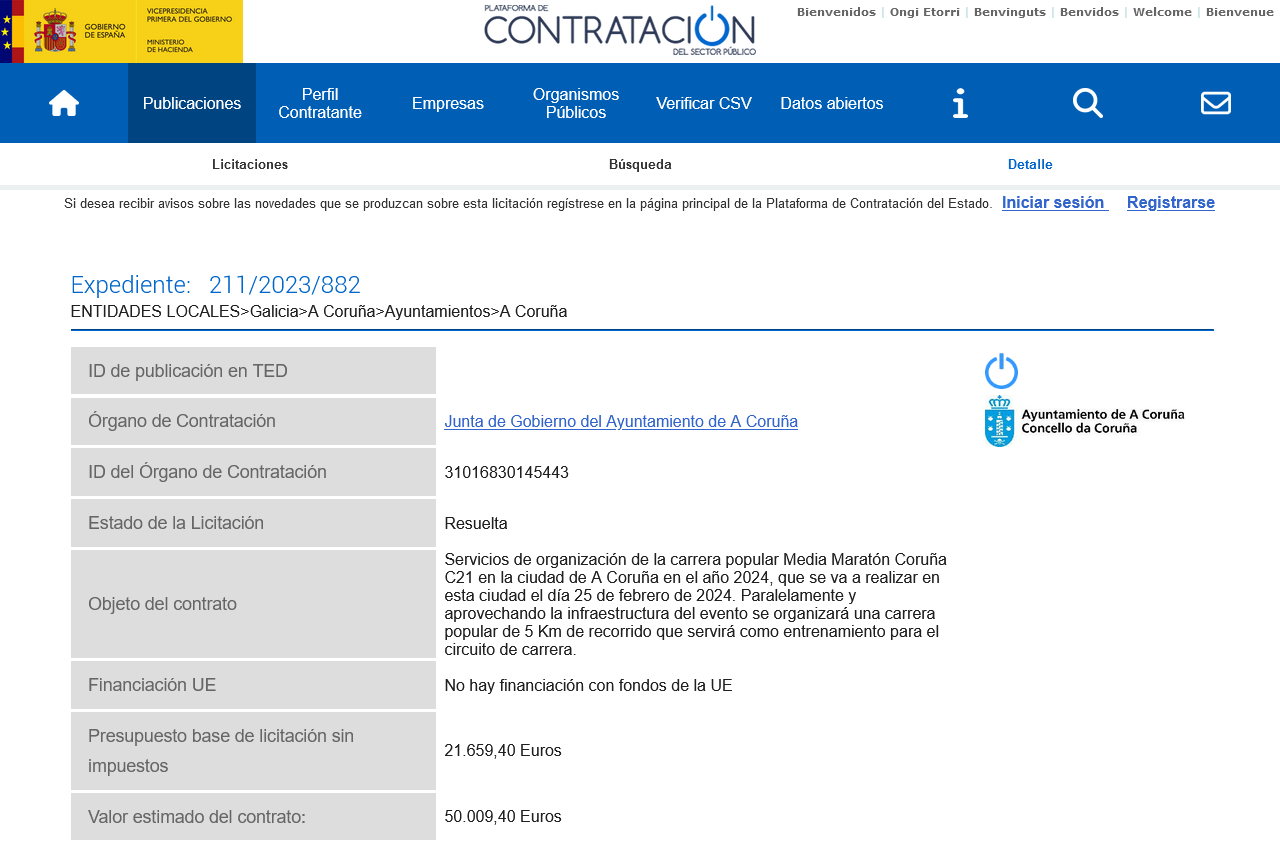 GOBIERNO
DE ESPAÑA
VICEPRESIDENCIA
PRIMERA DEL GOBIERNO
MINISTERIO
DE HACIENDA
PLATAFORMA DE
CONTRATACIÓN
DEL SECTOR PÚBLICO
Bienvenidos | Ongi Etorri | Benvinguts | Benvidos | Welcome | Bienvenue
Publicaciones
Perfil
Contratante
Empresas
Organismos
Públicos
Verificar CSV
Datos abiertos
Licitaciones
Búsqueda
Detalle
Si desea recibir avisos sobre las novedades que se produzcan sobre esta licitación regístrese en la página principal de la Plataforma de Contratación del Estado. Iniciar sesión Registrarse
Expediente: 211/2023/882
ENTIDADES LOCALES>Galicia>A Coruña>Ayuntamientos>A Coruña
ID de publicación en TED
Órgano de Contratación
Junta de Gobierno del Ayuntamiento de A Coruña
Ayuntamiento de A Coruña
Concello da Coruña
ID del Órgano de Contratación
31016830145443
Estado de la Licitación
Resuelta
Objeto del contrato
Servicios de organización de la carrera popular Media Maratón Coruña
C21 en la ciudad de A Coruña en el año 2024, que se va a realizar en
esta ciudad el día 25 de febrero de 2024. Paralelamente y
aprovechando la infraestructura del evento se organizará una carrera
popular de 5 Km de recorrido que servirá como entrenamiento para el
circuito de carrera.
Financiación UE
No hay financiación con fondos de la UE
Presupuesto base de licitación sin
impuestos
21.659,40 Euros
Valor estimado del contrato:
50.009,40 Euros